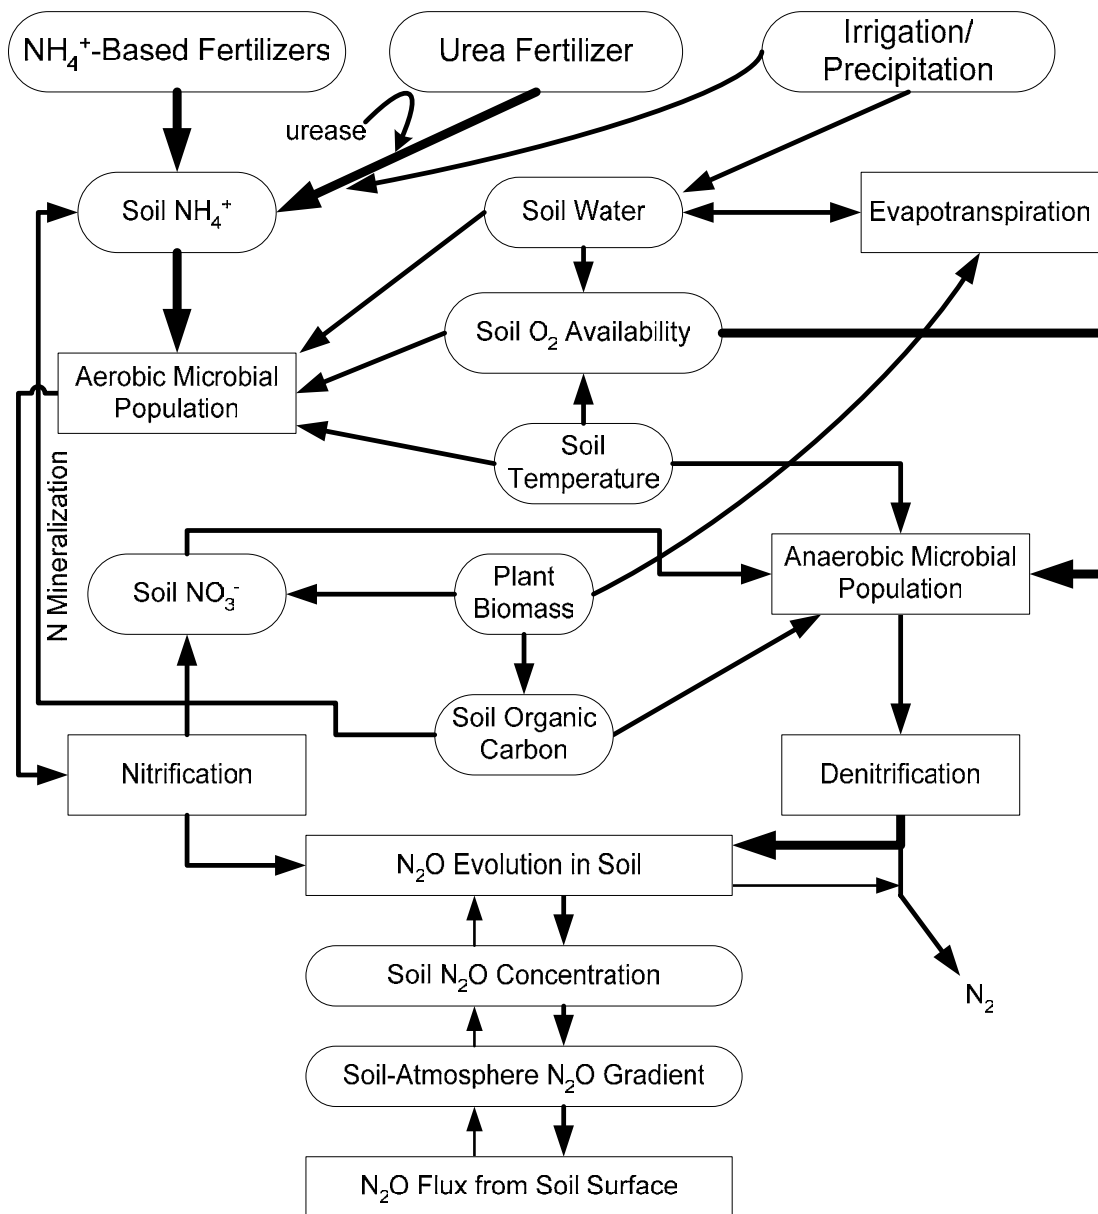 NH₄⁺-Based Fertilizers
Urea Fertilizer
Irrigation/
Precipitation
urease
Soil NH₄⁺
Soil Water
Evapotranspiration
Soil O₂ Availability
Aerobic Microbial
Population
Soil
Temperature
N Mineralization
Soil NO₃⁻
Plant
Biomass
Anaerobic Microbial
Population
Soil Organic
Carbon
Nitrification
Denitrification
N₂O Evolution in Soil
Soil N₂O Concentration
N₂
Soil-Atmosphere N₂O Gradient
N₂O Flux from Soil Surface